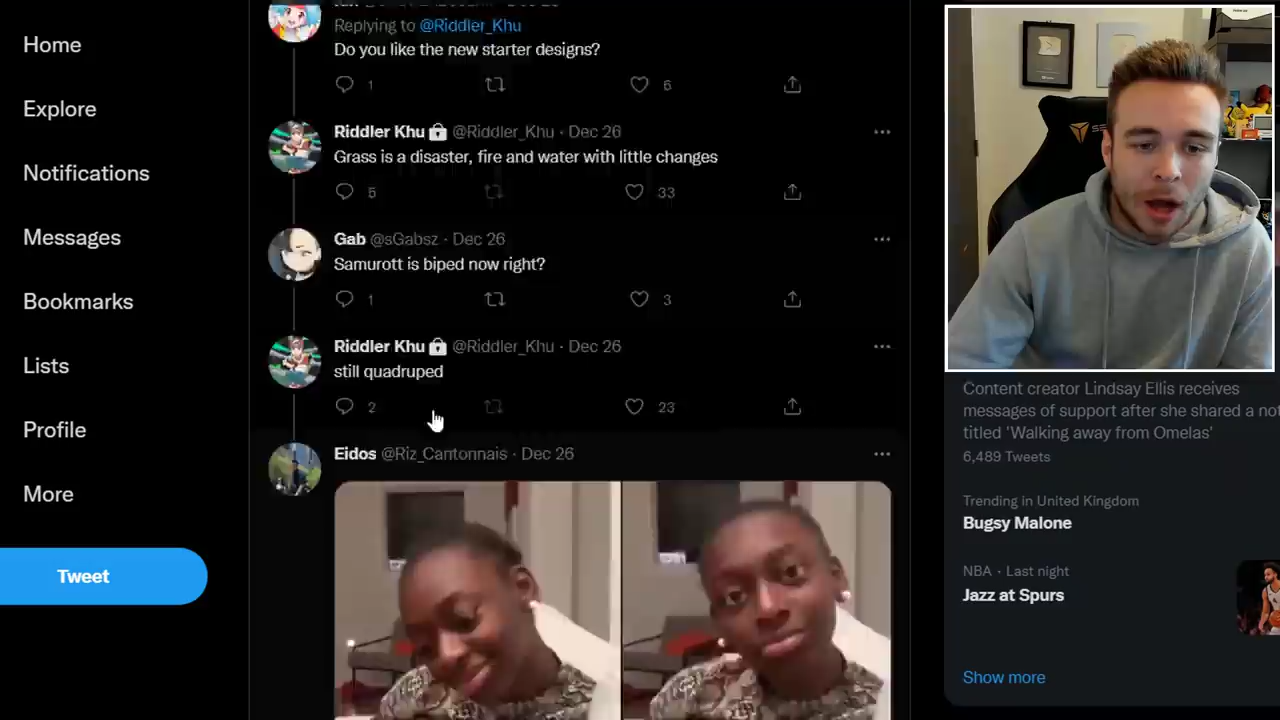 Home
Explore
Notifications
Messages
Bookmarks
Lists
Profile
More
Tweet
Replying to @Riddler_Khu
Do you like the new starter designs?
1 6
Riddler Khu @Riddler_Khu · Dec 26
Grass is a disaster, fire and water with little changes
5 33
Gab @sGabsz · Dec 26
Samurott is biped now right?
1 3
Riddler Khu @Riddler_Khu · Dec 26
still quadruped
2 23
Eidos @Riz_Cantonnais · Dec 26
Content creator Lindsay Ellis receives
messages of support after she shared a not
titled 'Walking away from Omelas'
6,489 Tweets
Trending in United Kingdom
Bugsy Malone
NBA · Last night
Jazz at Spurs
Show more